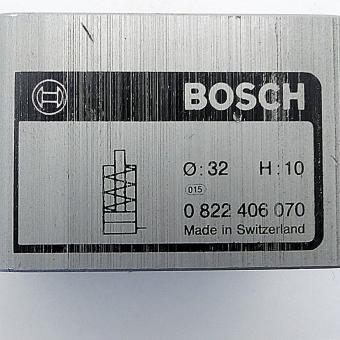 BOSCH
Ø: 32 H: 10
015
0 822 406 070
Made in Switzerland